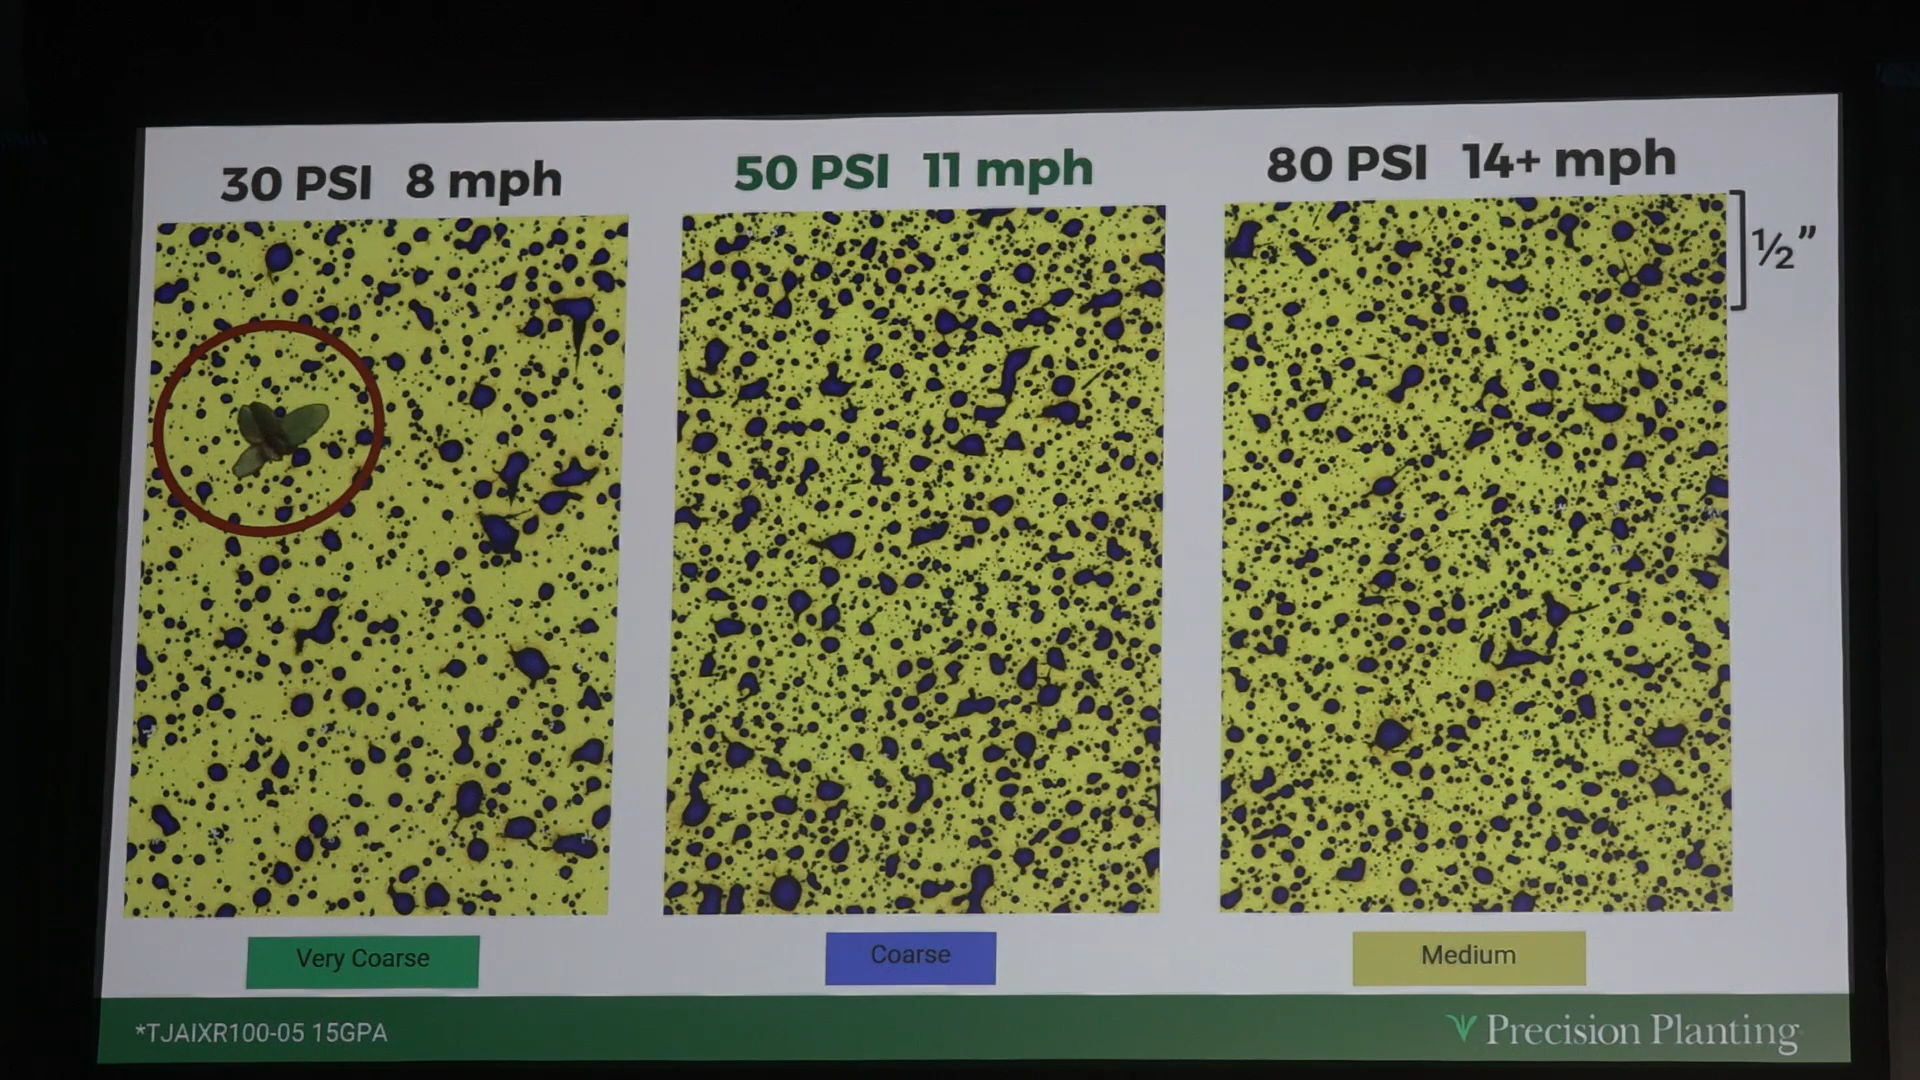 30 PSI 8 mph
50 PSI 11 mph
80 PSI 14+ mph
½”
Very Coarse
Coarse
Medium
*TJAIXR100-05 15GPA
Precision Planting